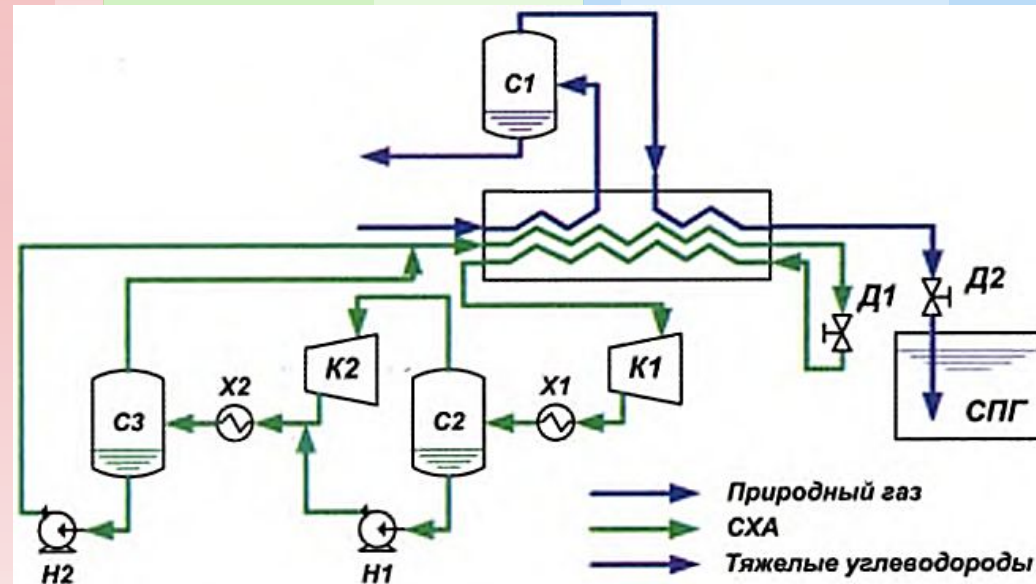 С1
Д1
Д2
К2
К1
Х2
Х1
С3
С2
СПГ
Природный газ
СХА
Тяжелые углеводороды
Н2
Н1